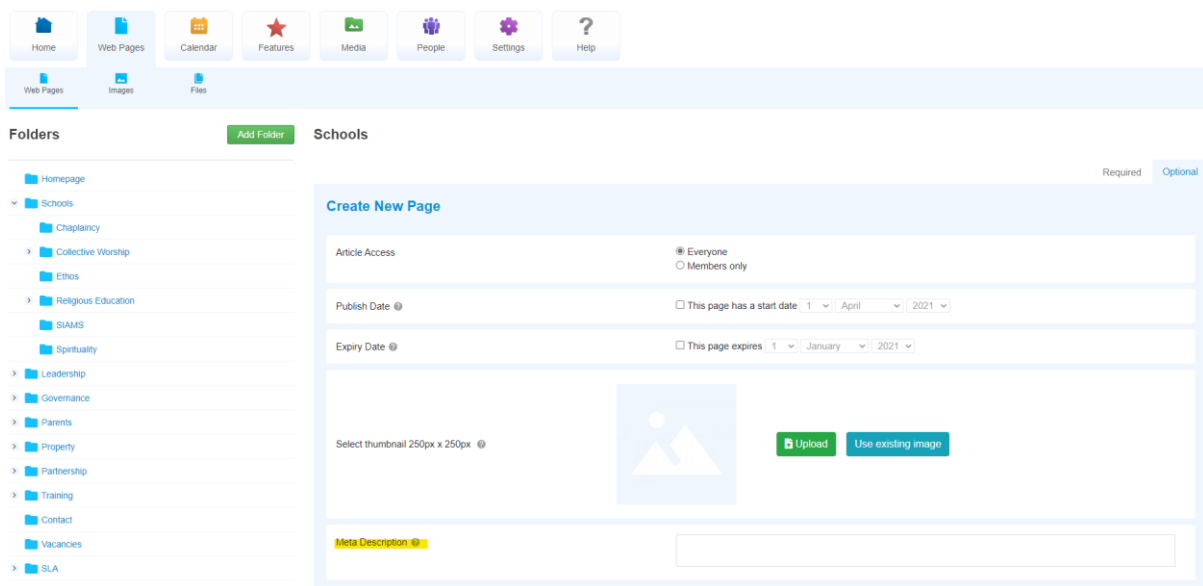 Home Web Pages Calendar Features Media People Settings Help
Web Pages Images Files
Folders Add Folder
Homepage
Schools
Chaplaincy
Collective Worship
Ethos
Religious Education
SIAMS
Spirituality
Leadership
Governance
Parents
Property
Partnership
Training
Contact
Vacancies
SLA
Schools
Required Optional
Create New Page
Article Access Everyone
Members only
Publish Date This page has a start date 1 April 2021
Expiry Date This page expires 1 January 2021
Select thumbnail 250px x 250px Upload Use existing image
Meta Description